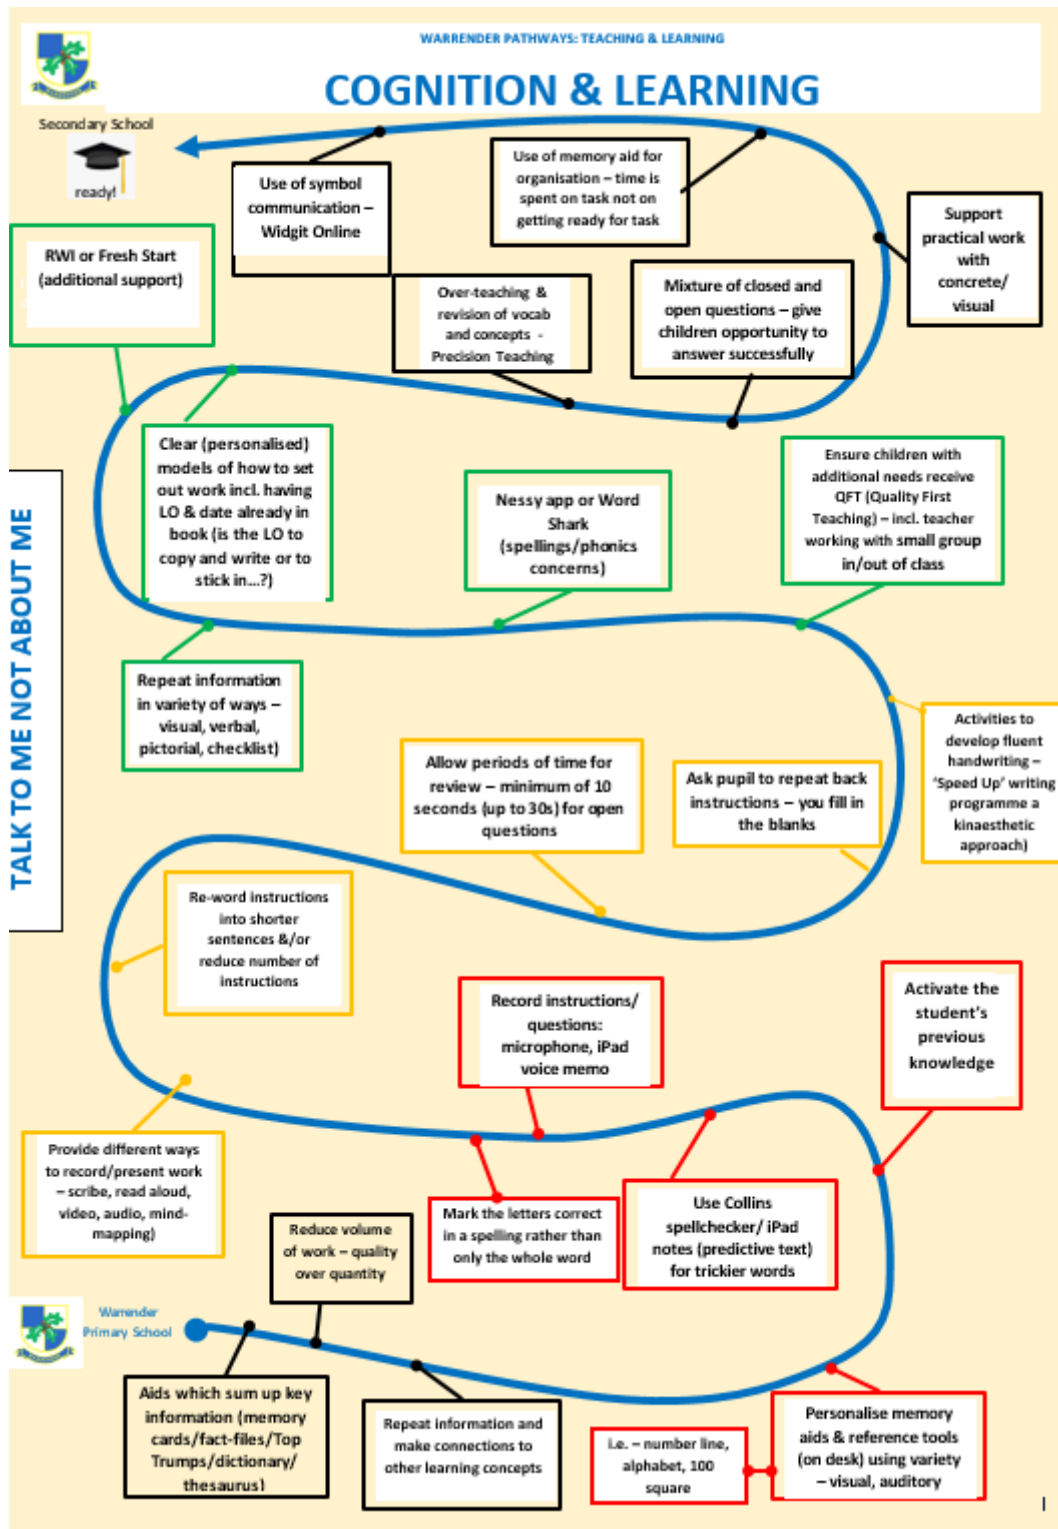 WARRENDER PATHWAYS: TEACHING & LEARNING
COGNITION & LEARNING
Secondary School
ready!
Use of symbol
communication –
Widgit Online
Use of memory aid for
organisation – time is
spent on task not on
getting ready for task
Support
practical work
with
concrete/
visual
RWI or Fresh Start
(additional support)
Over-teaching &
revision of vocab
and concepts -
Precision Teaching
Mixture of closed and
open questions – give
children opportunity to
answer successfully
Clear (personalised)
models of how to set
out work incl. having
LO & date already in
book (is the LO to
copy and write or to
stick in...?)
Nessy app or Word
Shark
(spellings/phonics
concerns)
Ensure children with
additional needs receive
QFT (Quality First
Teaching) – incl. teacher
working with small group
in/out of class
TALK TO ME NOT ABOUT ME
Repeat information
in variety of ways –
visual, verbal,
pictorial, checklist)
Allow periods of time for
review – minimum of 10
seconds (up to 30s) for open
questions
Ask pupil to repeat back
instructions – you fill in
the blanks
Activities to
develop fluent
handwriting –
‘Speed Up’ writing
programme a
kinaesthetic
approach)
Re-word instructions
into shorter
sentences &/or
reduce number of
instructions
Record instructions/
questions:
microphone, iPad
voice memo
Activate the
student’s
previous
knowledge
Provide different ways
to record/present work
– scribe, read aloud,
video, audio, mind-
mapping)
Mark the letters correct
in a spelling rather than
only the whole word
Use Collins
spellchecker/ iPad
notes (predictive text)
for trickier words
Reduce volume
of work – quality
over quantity
Warrender
Primary School
Aids which sum up key
information (memory
cards/fact-files/Top
Trumps/dictionary/
thesaurus)
Repeat information and
make connections to
other learning concepts
i.e. – number line,
alphabet, 100
square
Personalise memory
aids & reference tools
(on desk) using variety
– visual, auditory